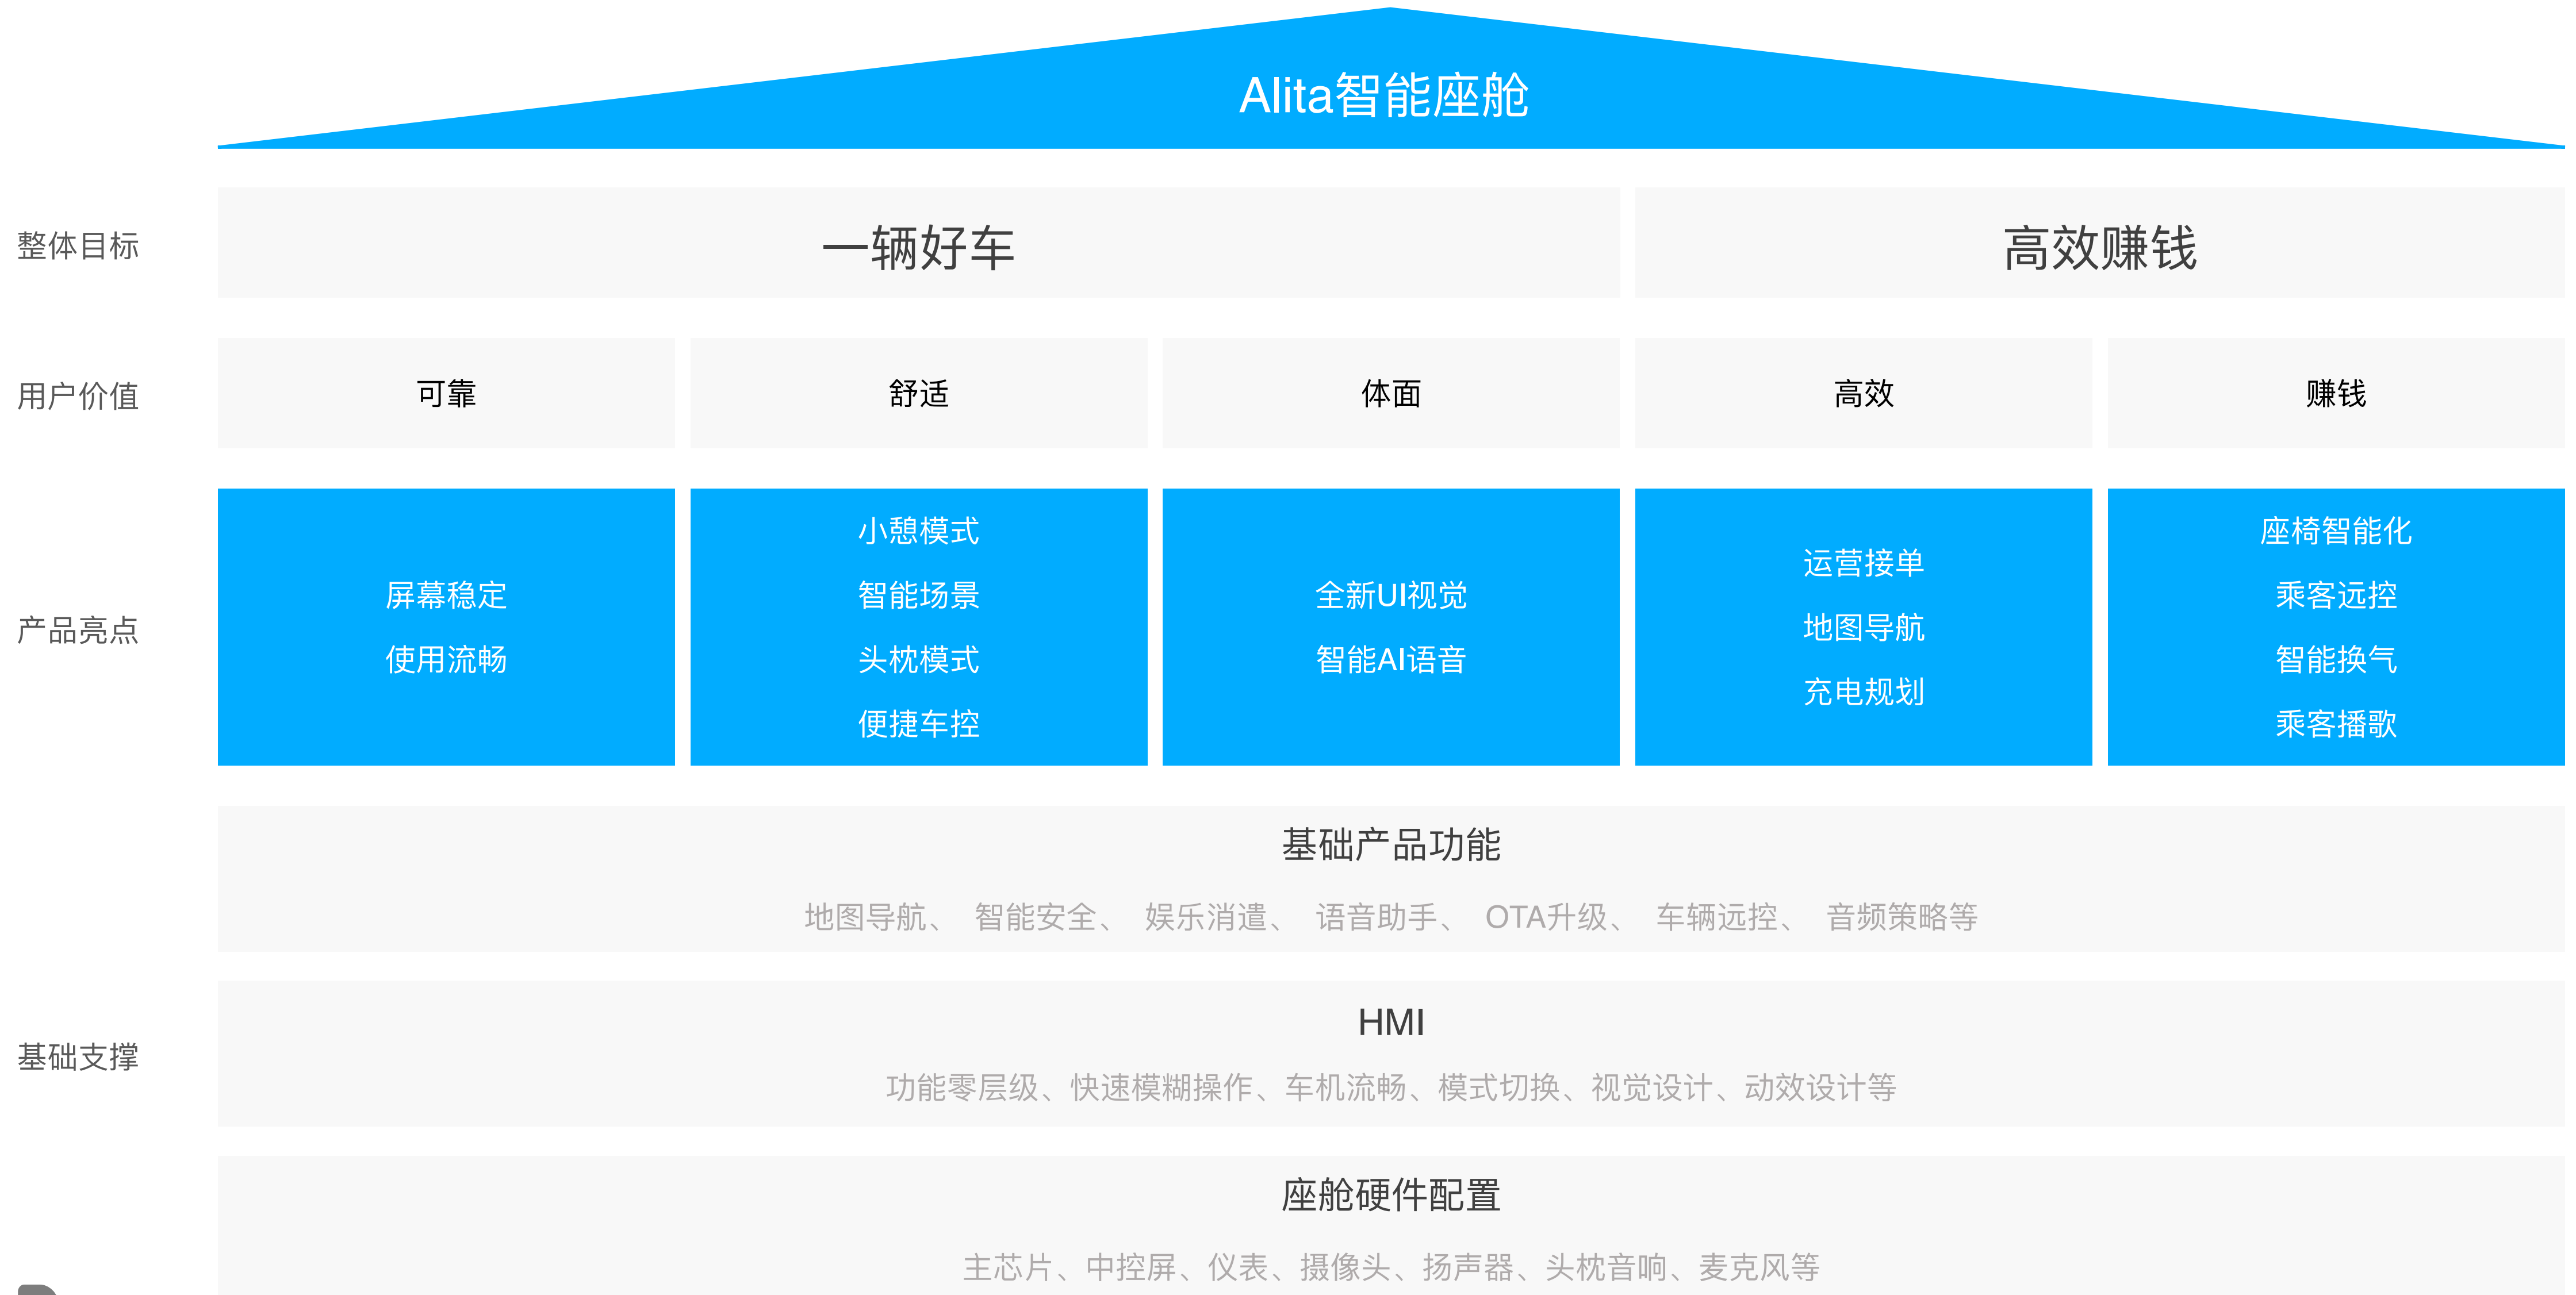 Alita智能座舱
整体目标
一辆好车
高效赚钱
用户价值
可靠
舒适
体面
高效
赚钱
产品亮点
屏幕稳定
使用流畅
小憩模式
智能场景
头枕模式
便捷车控
全新UI视觉
智能AI语音
运营接单
地图导航
充电规划
座椅智能化
乘客远控
智能换气
乘客播歌
基础支撑
基础产品功能
地图导航、 智能安全、 娱乐消遣、 语音助手、 OTA升级、 车辆远控、 音频策略等
HMI
功能零层级、快速模糊操作、车机流畅、模式切换、视觉设计、动效设计等
座舱硬件配置
主芯片、中控屏、仪表、摄像头、扬声器、头枕音响、麦克风等